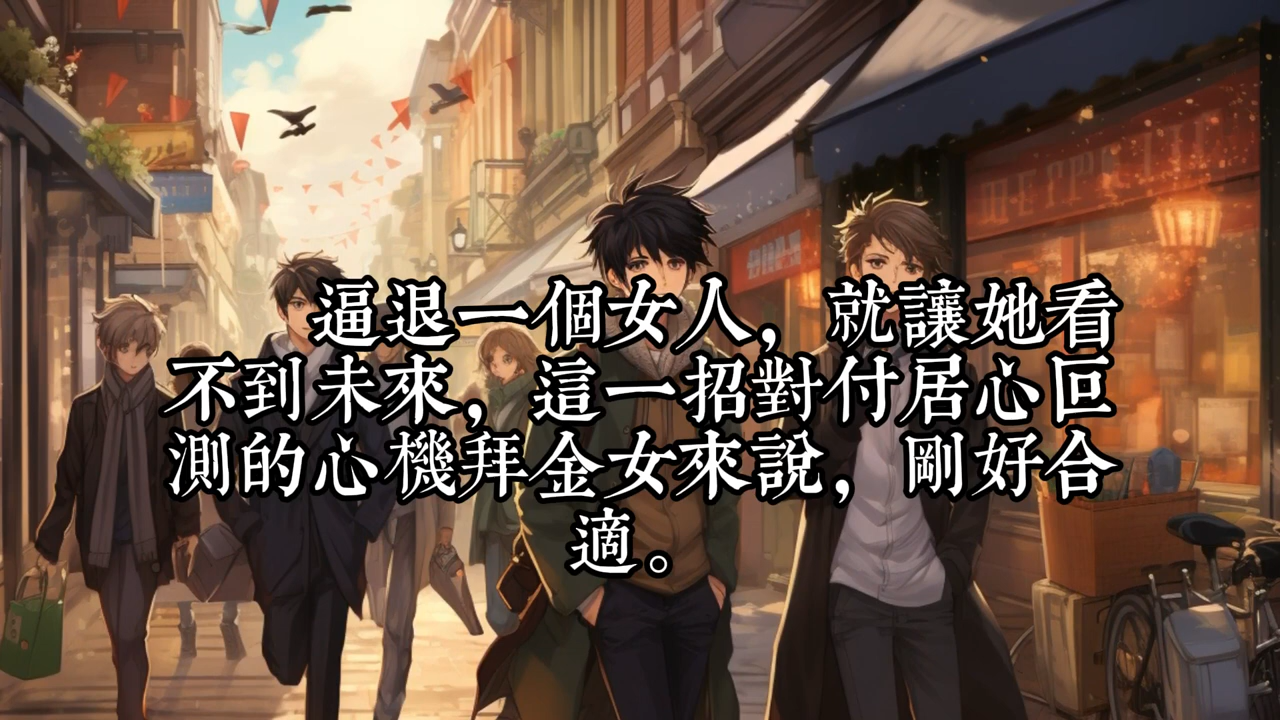 逼退一個女人，就讓她看
不到未來，這一招對付居心叵
測的心機拜金女來說，剛好合
適。